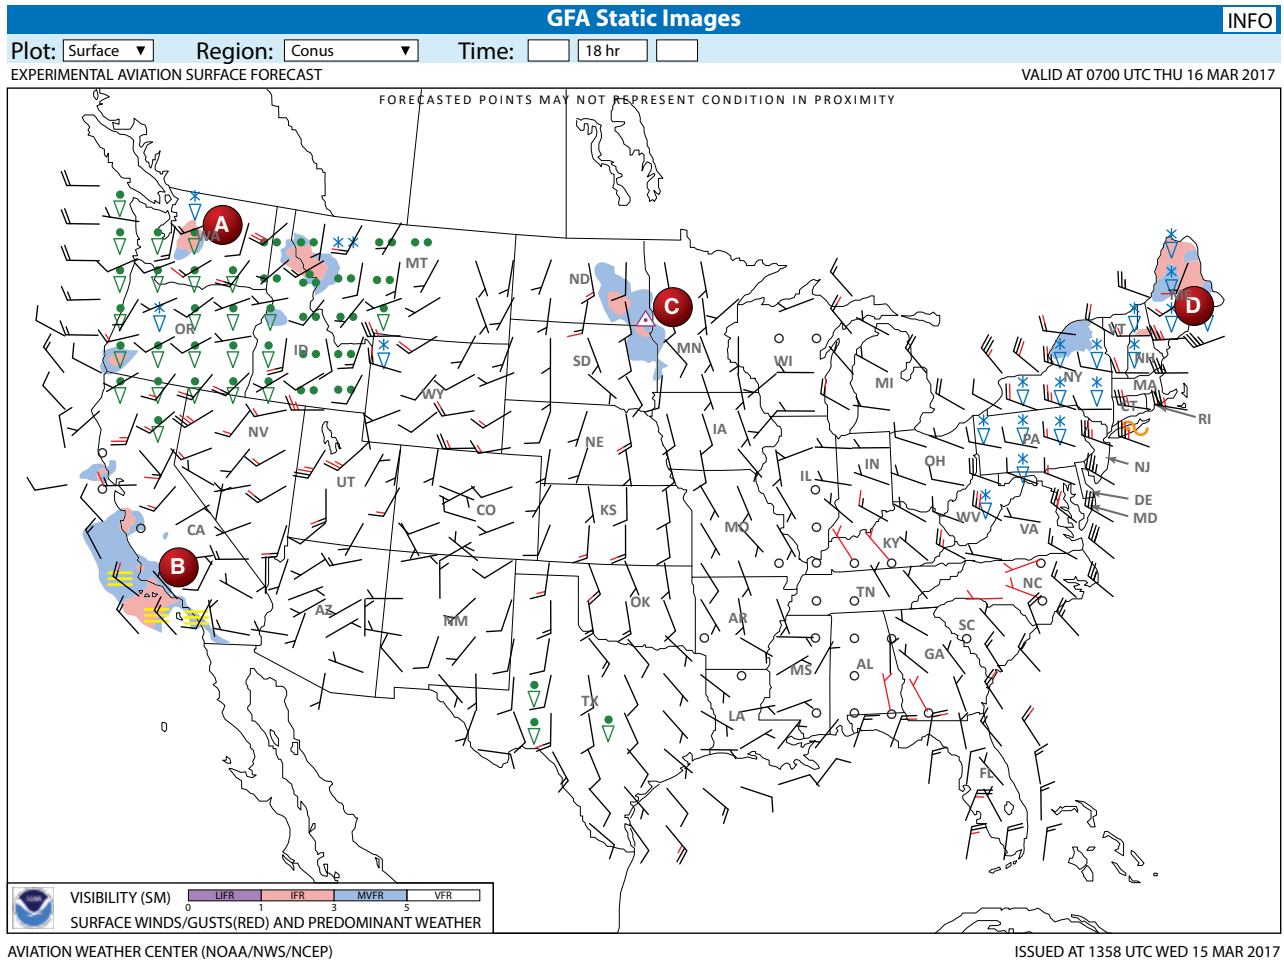 GFA Static Images
INFO
Plot: Surface ▼ Region: Conus ▼ Time: 18 hr
EXPERIMENTAL AVIATION SURFACE FORECAST VALID AT 0700 UTC THU 16 MAR 2017
FORECASTED POINTS MAY NOT REPRESENT CONDITION IN PROXIMITY
A
WA
MT
ND
C
ME
D
OR
VT
ID
SD
MN
WI
MI
NH
NY
MA
WY
CT
RI
NV
NE
IA
PA
UT
IL
IN
OH
NJ
CO
KS
DE
MD
CA
MO
WV
VA
KY
B
NC
TN
AZ
NM
OK
AR
SC
MS
AL
GA
TX
LA
FL
VISIBILITY (SM) LIFR IFR MVFR VFR
0 1 3 5
SURFACE WINDS/GUSTS(RED) AND PREDOMINANT WEATHER
AVIATION WEATHER CENTER (NOAA/NWS/NCEP) ISSUED AT 1358 UTC WED 15 MAR 2017